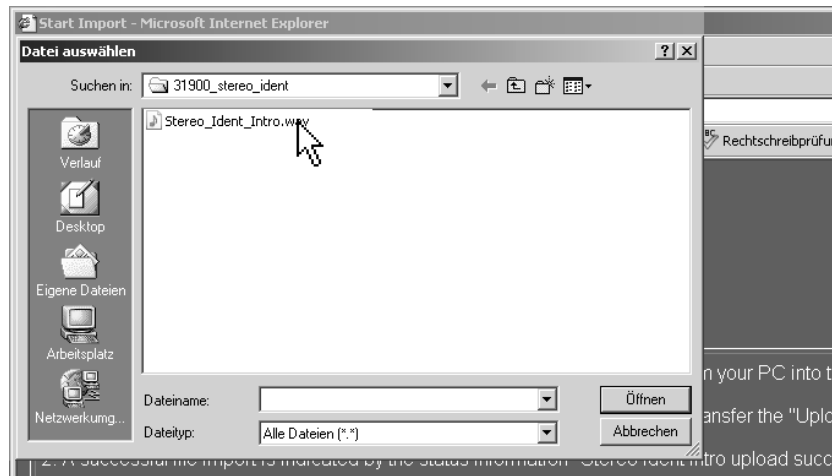 Start Import - Microsoft Internet Explorer
Datei auswählen
Suchen in: 31900_stereo_ident
Stereo_Ident_Intro.wav
Rechtschreibprüfu
Verlauf
Desktop
Eigene Dateien
Arbeitsplatz
Netzwerkumg...
Dateiname:
Öffnen
Dateityp: Alle Dateien (*.*)
Abbrechen
your PC into t
ansfer the "Uplo
2. A successful file import is indicated by the status information "Stereo Ident Intro upload succ